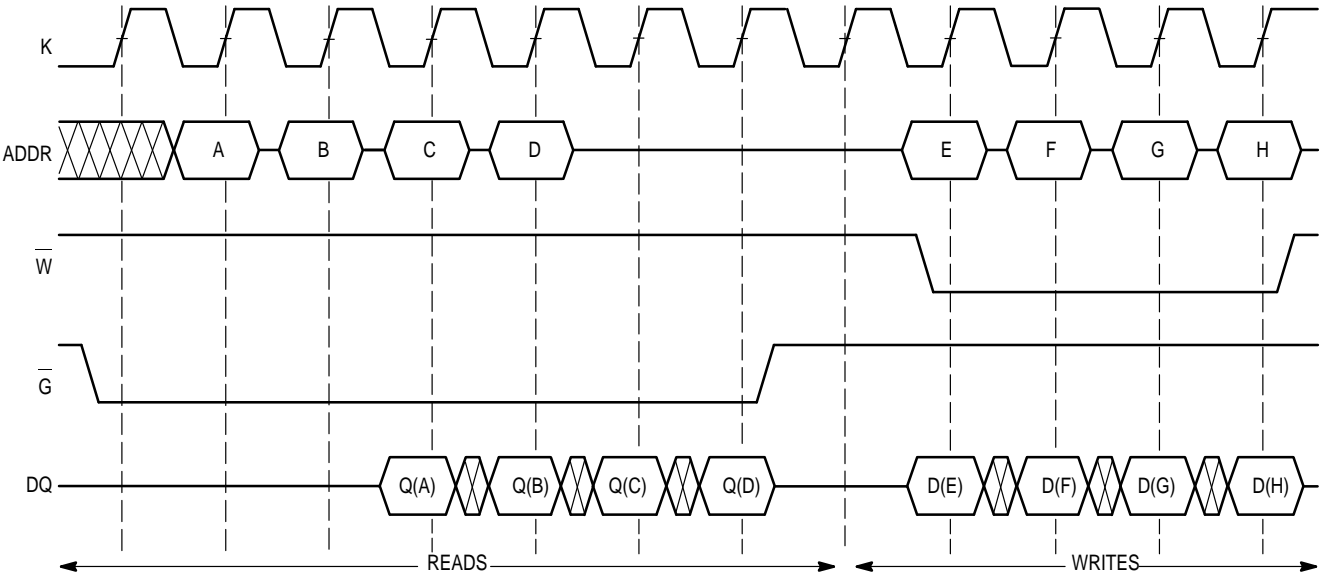 K
ADDR A B C D E F G H
W̅
G̅
DQ Q(A) Q(B) Q(C) Q(D) D(E) D(F) D(G) D(H)
READS WRITES